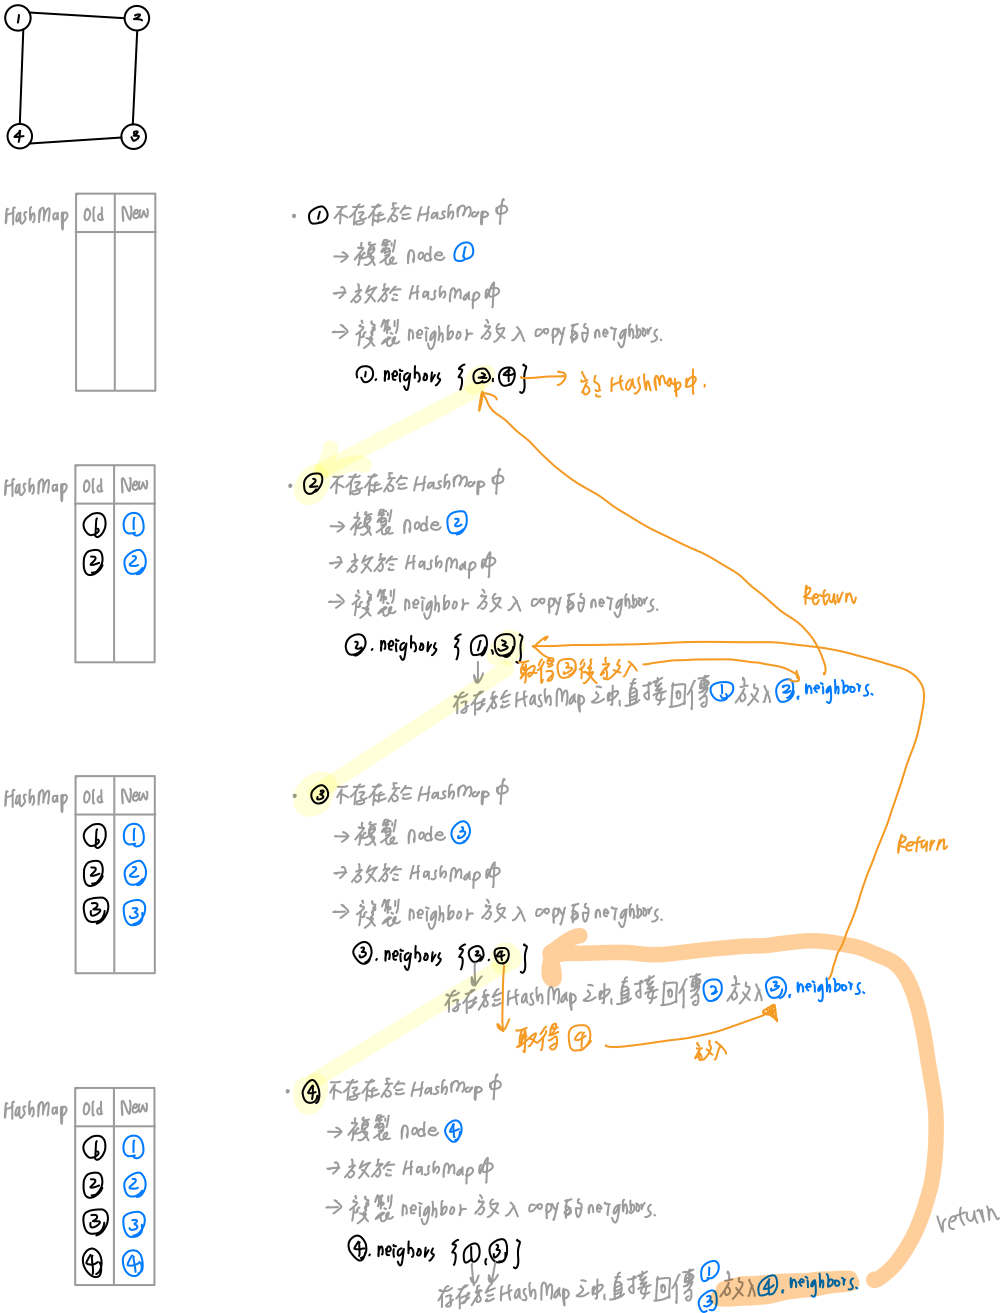 ① ②
④ ③
HashMap Old New
• ① 不存在於 HashMap 中
→ 複製 node ①
→ 放於 HashMap 中
→ 複製 neighbor 放入 copy 的 neighbors.
①. neighors { ②. ④ } → 於 HashMap 中.
HashMap Old New
① ①
② ②
• ② 不存在於 HashMap 中
→ 複製 node ②
→ 放於 HashMap 中
→ 複製 neighbor 放入 copy 的 neighbors.
Return
②. neighors { ①, ③ }
取得 ③ 後放入
存在於 HashMap 之中, 直接回傳 ① 放入 ②. neighbors.
HashMap Old New
① ①
② ②
③ ③
• ③ 不存在於 HashMap 中
→ 複製 node ③
→ 放於 HashMap 中
→ 複製 neighbor 放入 copy 的 neighbors.
Return
③. neighors { ②. ④ }
存在於 HashMap 之中, 直接回傳 ② 放入 ③. neighbors.
取得 ④ 放入
HashMap Old New
① ①
② ②
③ ③
④ ④
• ④ 不存在於 HashMap 中
→ 複製 node ④
→ 放於 HashMap 中
→ 複製 neighbor 放入 copy 的 neighbors.
return
④. neighors { ①, ③ }
存在於 HashMap 之中, 直接回傳 ① ③ 放入 ④. neighbors.